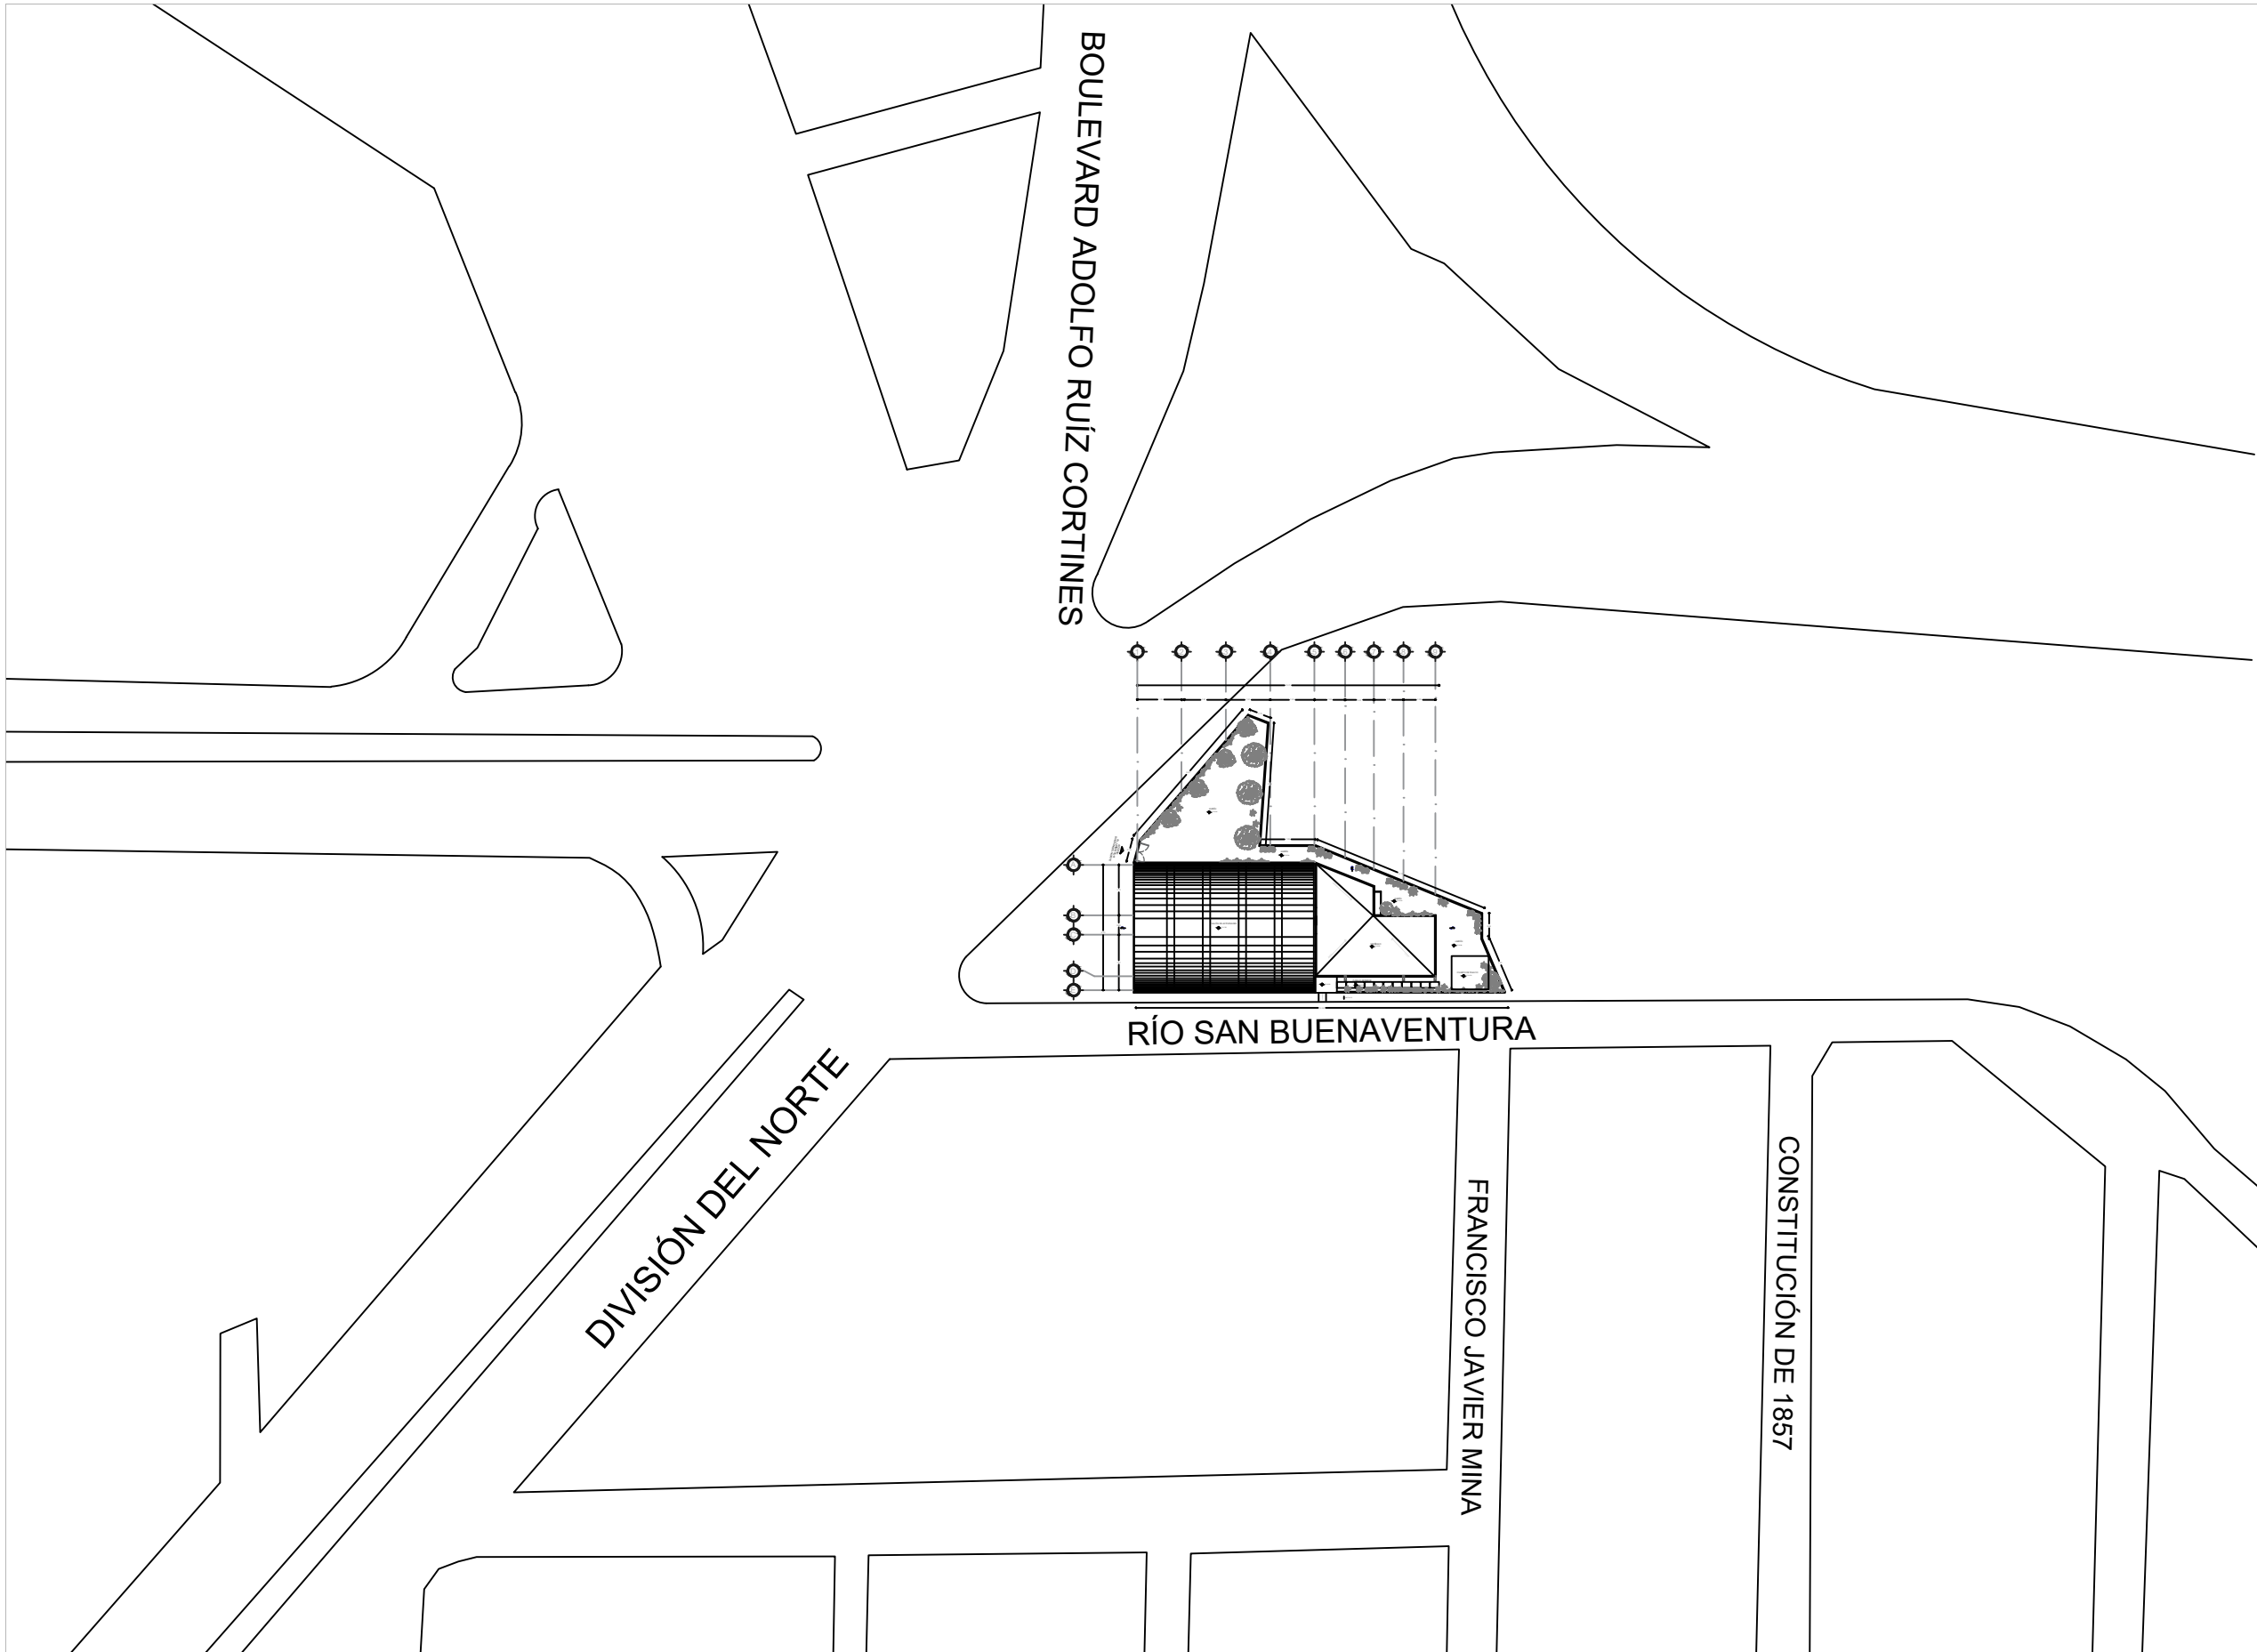 BOULEVARD ADOLFO RUÍZ CORTINES
RÍO SAN BUENAVENTURA
DIVISIÓN DEL NORTE
FRANCISCO JAVIER MINA
CONSTITUCIÓN DE 1857